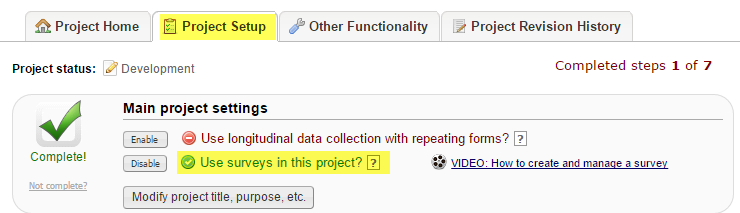 Project Home Project Setup Other Functionality Project Revision History
Project status: Development Completed steps 1 of 7
Main project settings
Enable Use longitudinal data collection with repeating forms? ?
Complete! Disable Use surveys in this project? ? VIDEO: How to create and manage a survey
Not complete?
Modify project title, purpose, etc.